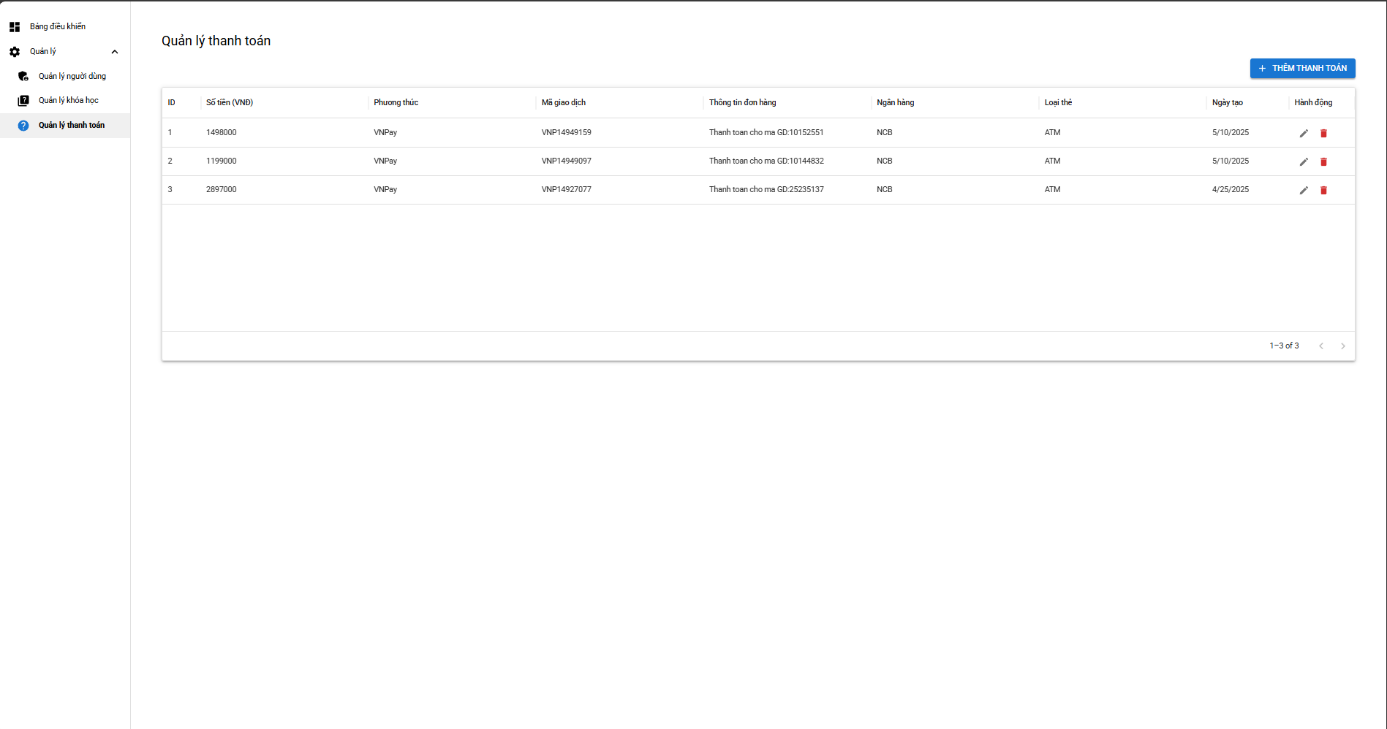 Bảng điều khiển
Quản lý
Quản lý người dùng
Quản lý khóa học
Quản lý thanh toán
Quản lý thanh toán
+ THÊM THANH TOÁN
ID Số tiền (VNĐ) Phương thức Mã giao dịch Thông tin đơn hàng Ngân hàng Loại thẻ Ngày tạo Hành động
1 1498000 VNPay VNP14949159 Thanh toan cho ma GD:10152551 NCB ATM 5/10/2025
2 1199000 VNPay VNP14949097 Thanh toan cho ma GD:10144832 NCB ATM 5/10/2025
3 2897000 VNPay VNP14927077 Thanh toan cho ma GD:25235137 NCB ATM 4/25/2025
1–3 of 3